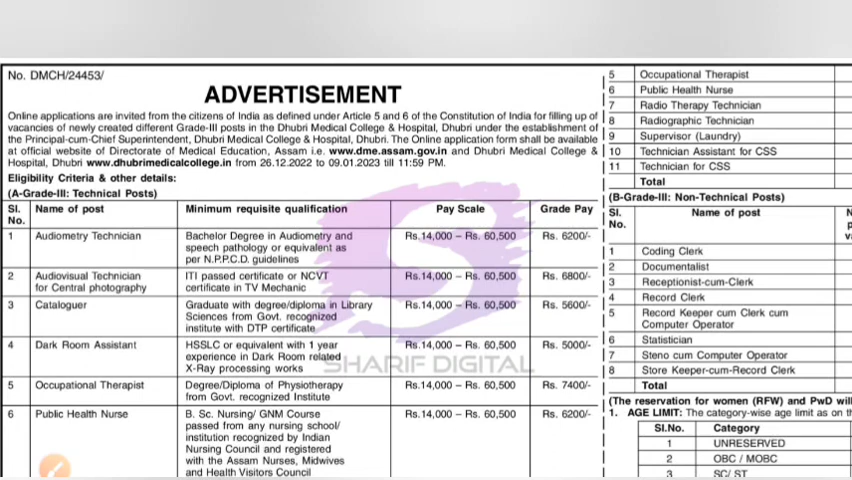 No. DMCH/24453/
ADVERTISEMENT
Online applications are invited from the citizens of India as defined under Article 5 and 6 of the Constitution of India for filling up of
vacancies of newly created different Grade-III posts in the Dhubri Medical College & Hospital, Dhubri under the establishment of
the Principal-cum-Chief Superintendent, Dhubri Medical College & Hospital, Dhubri. The Online application form shall be available
at official website of Directorate of Medical Education, Assam i.e. www.dme.assam.gov.in and Dhubri Medical College &
Hospital, Dhubri www.dhubrimedicalcollege.in from 26.12.2022 to 09.01.2023 till 11:59 PM.
Eligibility Criteria & other details:
(A-Grade-III: Technical Posts)
Sl. Name of post Minimum requisite qualification Pay Scale Grade Pay
No.
1 Audiometry Technician Bachelor Degree in Audiometry and Rs.14,000 – Rs. 60,500 Rs. 6200/-
speech pathology or equivalent as
per N.P.P.C.D. guidelines
2 Audiovisual Technician ITI passed certificate or NCVT Rs.14,000 – Rs. 60,500 Rs. 6800/-
for Central photography certificate in TV Mechanic
3 Cataloguer Graduate with degree/diploma in Library Rs.14,000 – Rs. 60,500 Rs. 5600/-
Sciences from Govt. recognized
institute with DTP certificate
4 Dark Room Assistant HSSLC or equivalent with 1 year Rs.14,000 – Rs. 60,500 Rs. 5000/-
experience in Dark Room related
X-Ray processing works
SHARIF DIGITAL
5 Occupational Therapist Degree/Diploma of Physiotherapy Rs.14,000 – Rs. 60,500 Rs. 7400/-
from Govt. recognized Institute
6 Public Health Nurse B. Sc. Nursing/ GNM Course Rs.14,000 – Rs. 60,500 Rs. 6200/-
passed from any nursing school/
institution recognized by Indian
Nursing Council and registered
with the Assam Nurses, Midwives
and Health Visitors Council
5 Occupational Therapist
6 Public Health Nurse
7 Radio Therapy Technician
8 Radiographic Technician
9 Supervisor (Laundry)
10 Technician Assistant for CSS
11 Technician for CSS
Total
(B-Grade-III: Non-Technical Posts)
Sl. Name of post N
No. p
v
1 Coding Clerk
2 Documentalist
3 Receptionist-cum-Clerk
4 Record Clerk
5 Record Keeper cum Clerk cum
Computer Operator
6 Statistician
7 Steno cum Computer Operator
8 Store Keeper-cum-Record Clerk
Total
(The reservation for women (RFW) and PwD will
1. AGE LIMIT: The category-wise age limit as on th
Sl.No. Category
1 UNRESERVED
2 OBC / MOBC
3 SC/ ST